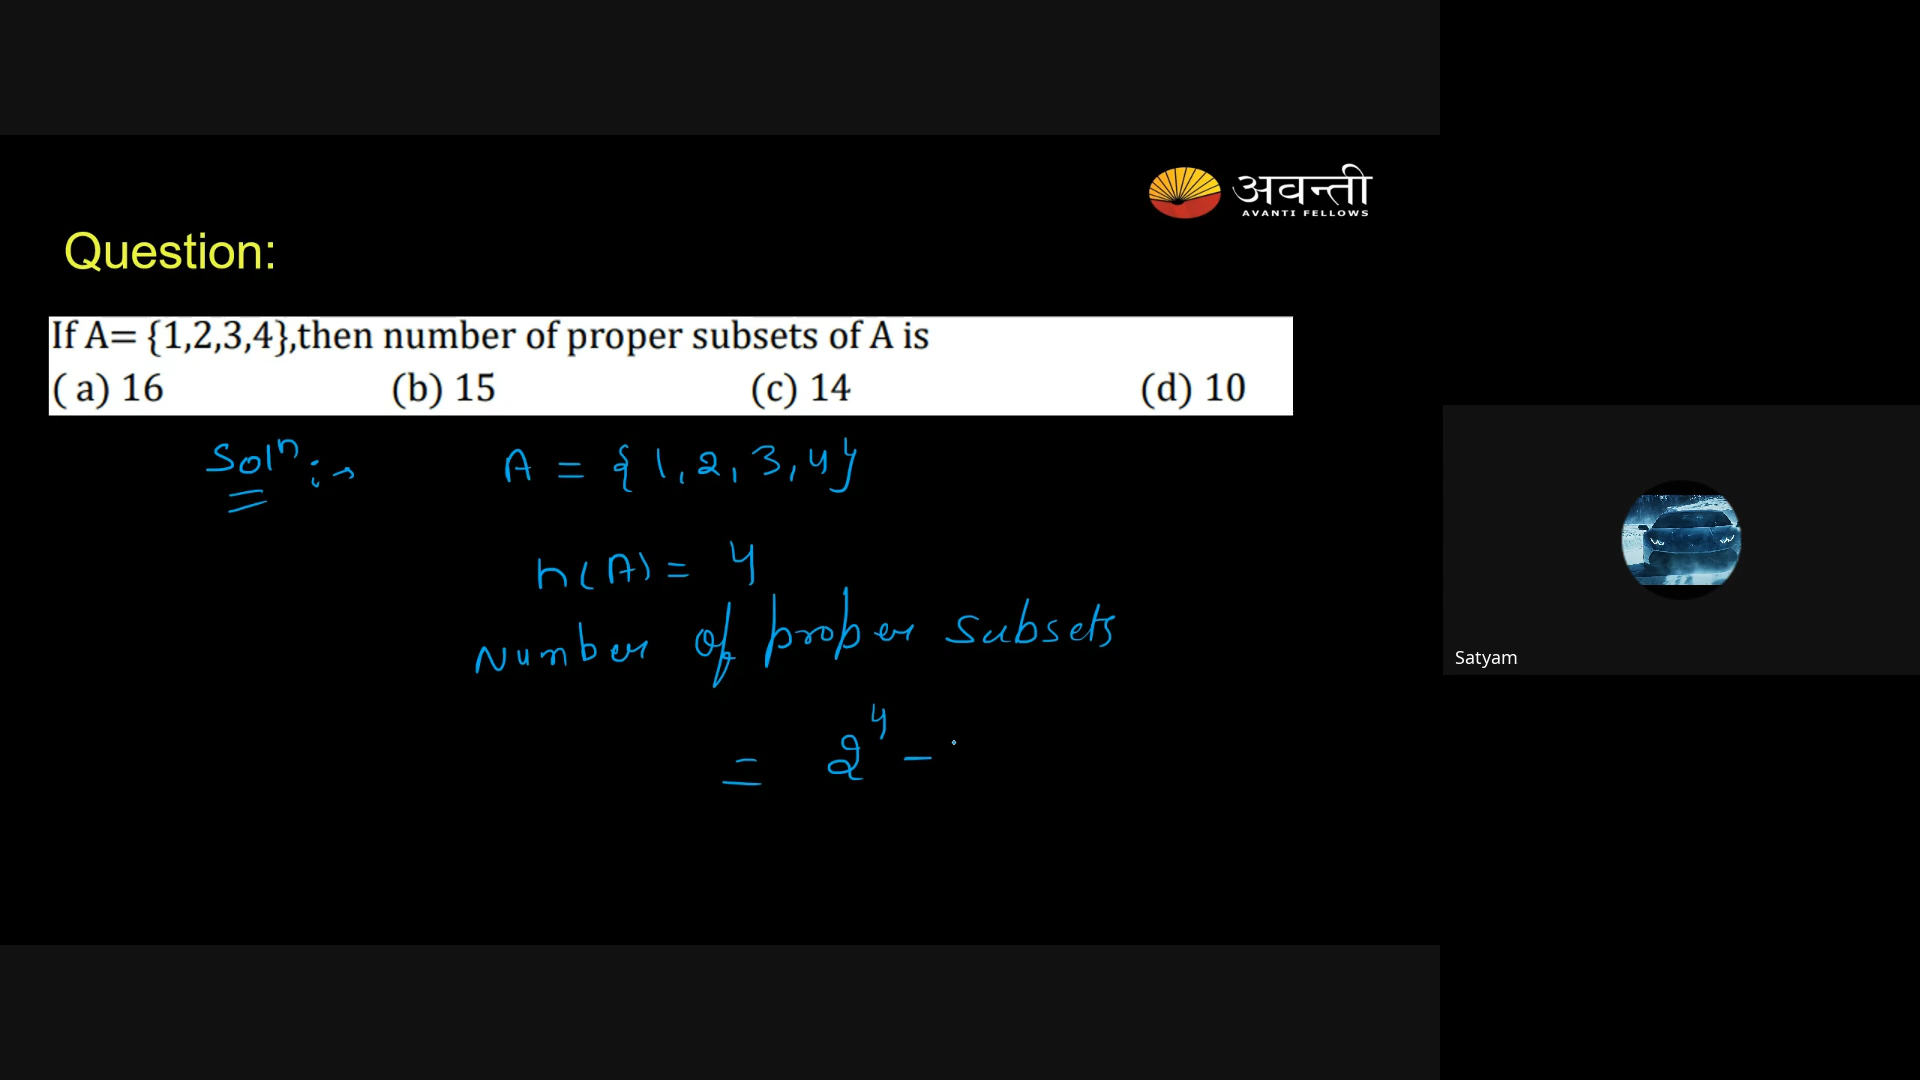 अवन्ती
AVANTI FELLOWS
Question:
If A= {1,2,3,4},then number of proper subsets of A is
( a) 16 (b) 15 (c) 14 (d) 10
Solⁿ :→ A = {1, 2, 3, 4}
n(A) = 4
Number of proper subsets
= 2⁴ -
Satyam